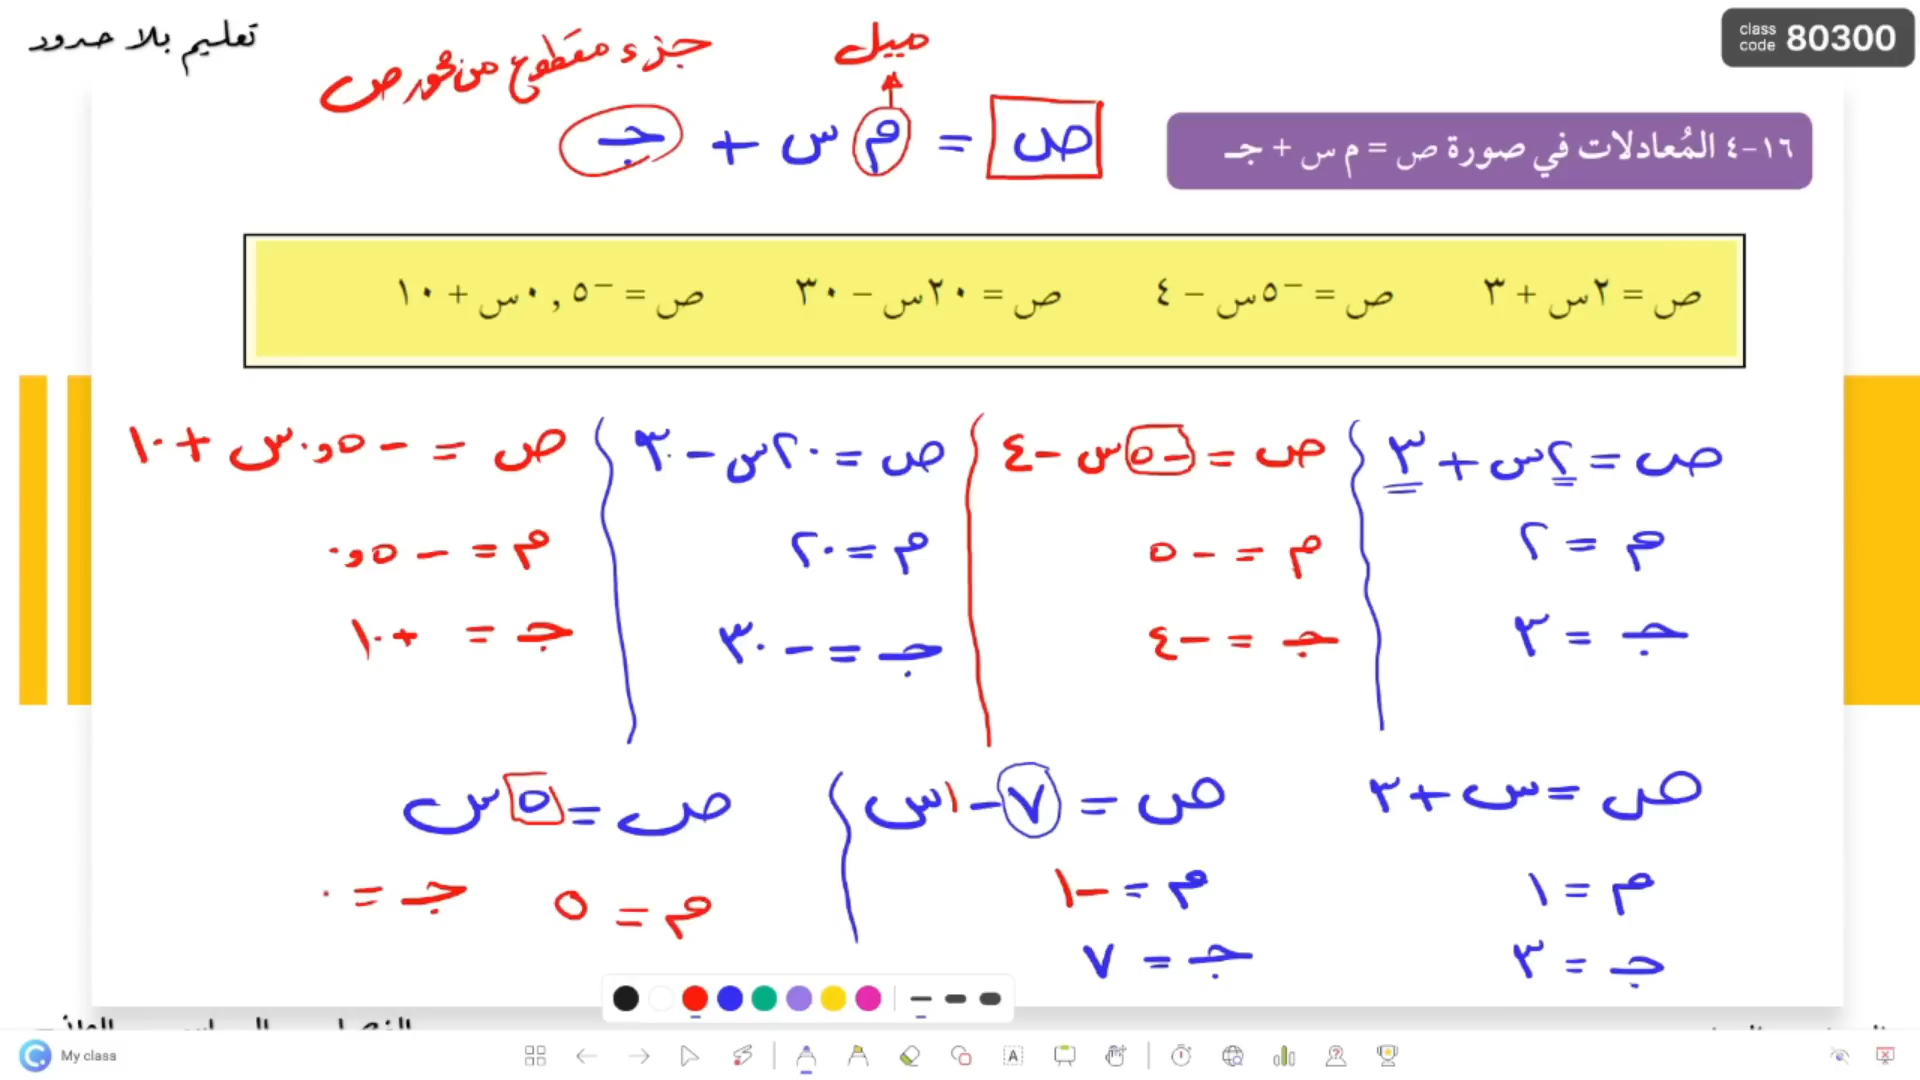 تعليم بلا حدود
class code 80300
ميل
جزء مقطوع من محور ص
ص = م س + جـ
١٦-٤ المُعادلات في صورة ص = م س + جـ
ص = ٢س + ٣ ص = −٥س − ٤ ص = ٢٠س − ٣٠ ص = −٠,٥س + ١٠
ص = ٢س + ٣ ص = −٥س − ٤ ص = ٢٠س − ٣٠ ص = −٠,٥س + ١٠
م = ٢ م = −٥ م = ٢٠ م = −٠,٥
جـ = ٣ جـ = −٤ جـ = −٣٠ جـ = +١٠
ص = س + ٣ ص = ٧ − ١س ص = ٥س
م = ١ م = −١ م = ٥ جـ = ٠
جـ = ٣ جـ = ٧
My class